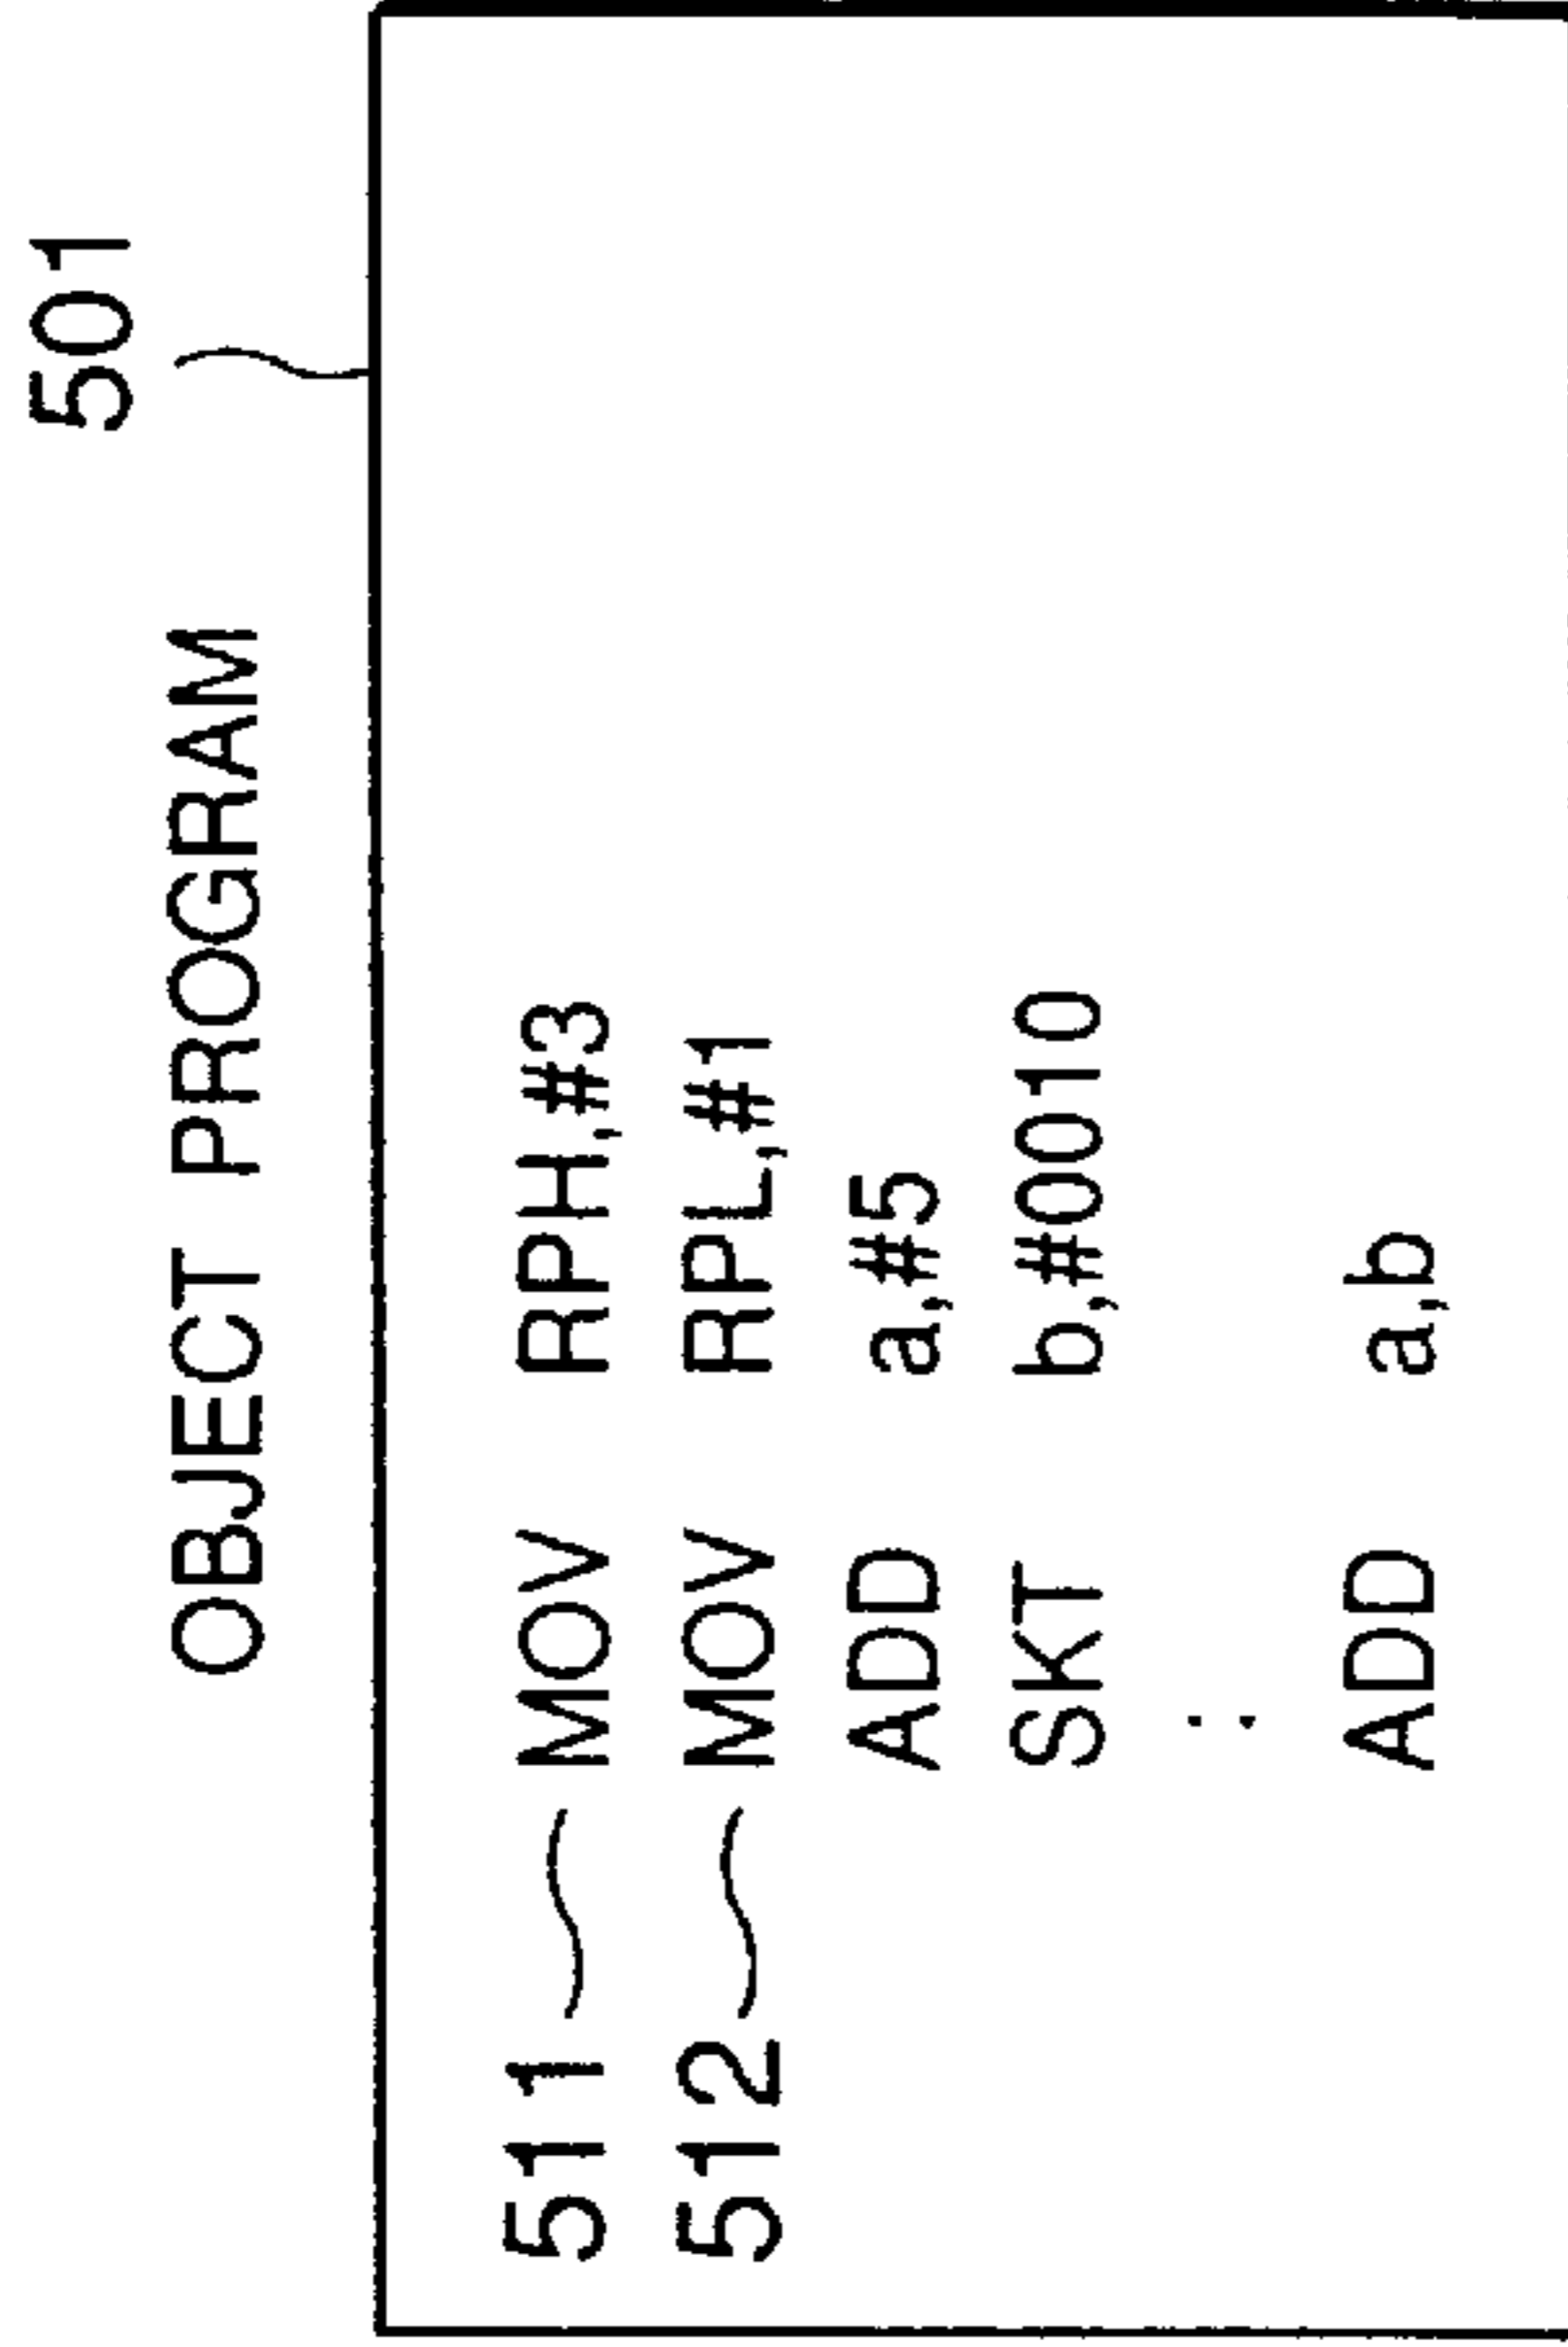 501
OBJECT PROGRAM
511 MOV RPH,#3
512 MOV RPL,#1
ADD a,#5
SKT b,#0010
:
ADD a,b